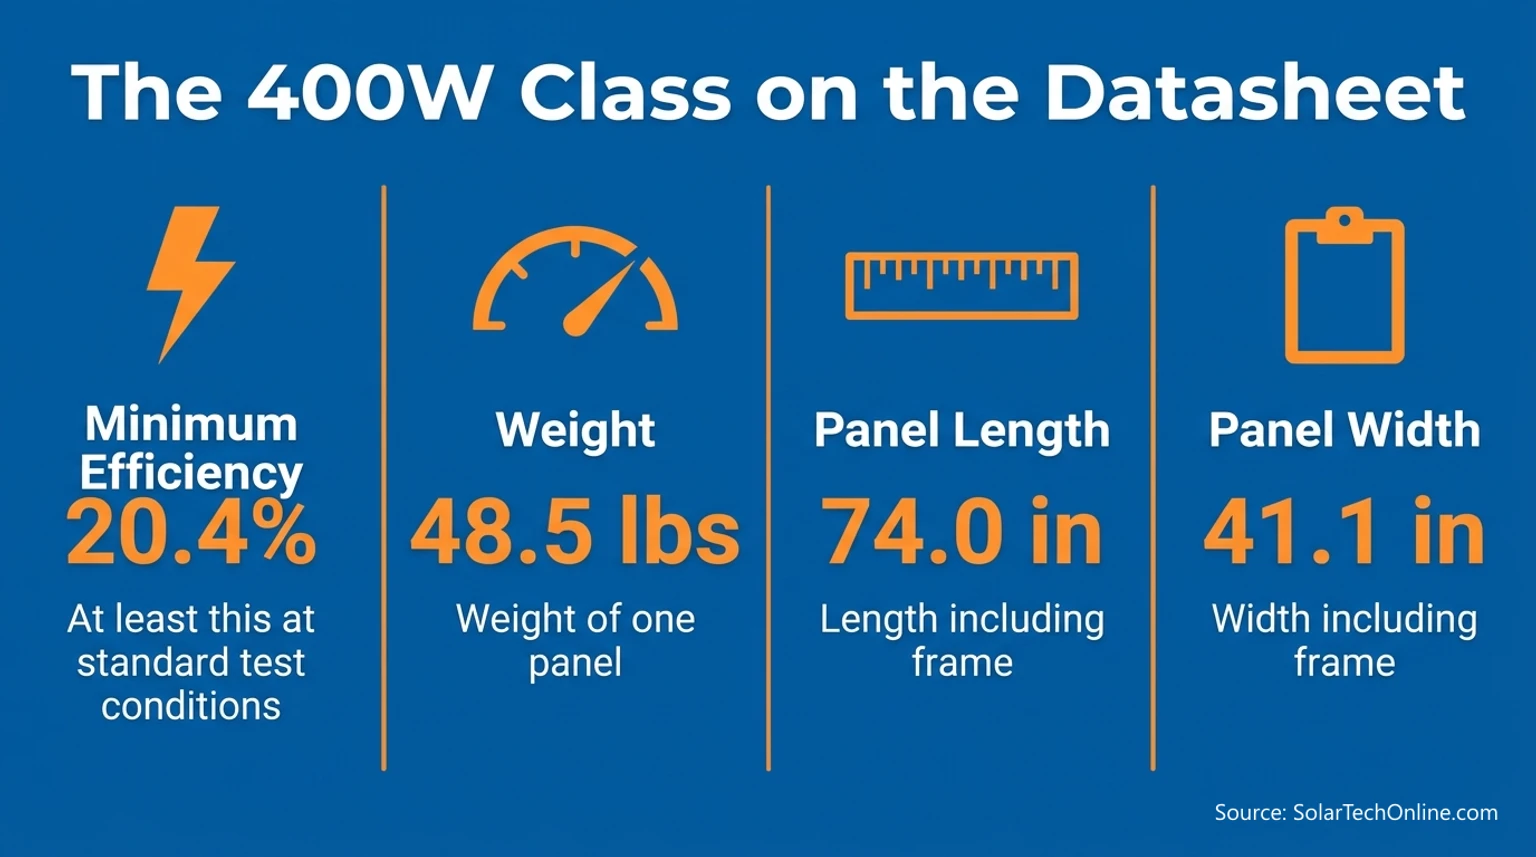 The 400W Class on the Datasheet
Minimum
Efficiency
20.4%
At least this at
standard test
conditions
Weight
48.5 lbs
Weight of one
panel
Panel Length
74.0 in
Length including
frame
Panel Width
41.1 in
Width including
frame
Source: SolarTechOnline.com